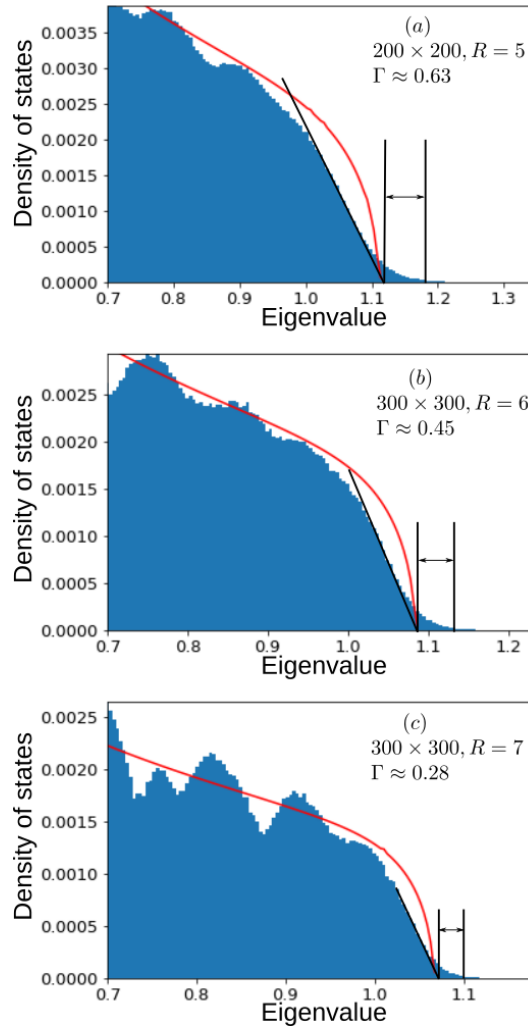 (a)
200 × 200, R = 5
Γ ≈ 0.63
Density of states
0.0035
0.0030
0.0025
0.0020
0.0015
0.0010
0.0005
0.0000
0.7 0.8 0.9 1.0 1.1 1.2 1.3
Eigenvalue
(b)
300 × 300, R = 6
Γ ≈ 0.45
Density of states
0.0025
0.0020
0.0015
0.0010
0.0005
0.0000
0.7 0.8 0.9 1.0 1.1 1.2
Eigenvalue
(c)
300 × 300, R = 7
Γ ≈ 0.28
Density of states
0.0025
0.0020
0.0015
0.0010
0.0005
0.0000
0.7 0.8 0.9 1.0 1.1
Eigenvalue